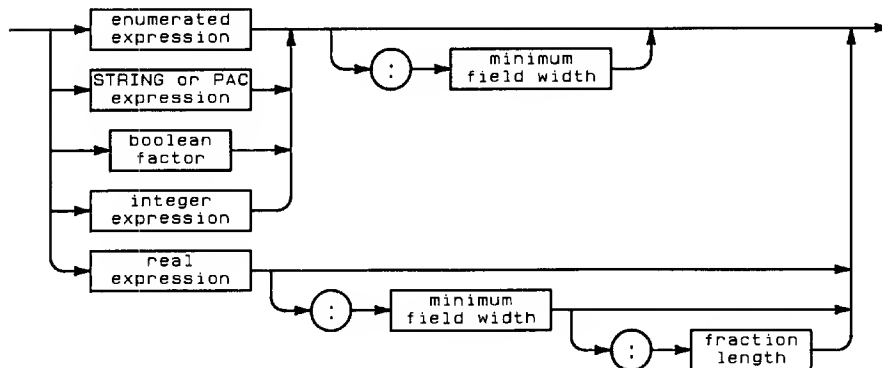 enumerated
expression
:
minimum
field width
STRING or PAC
expression
boolean
factor
integer
expression
real
expression
:
minimum
field width
:
fraction
length